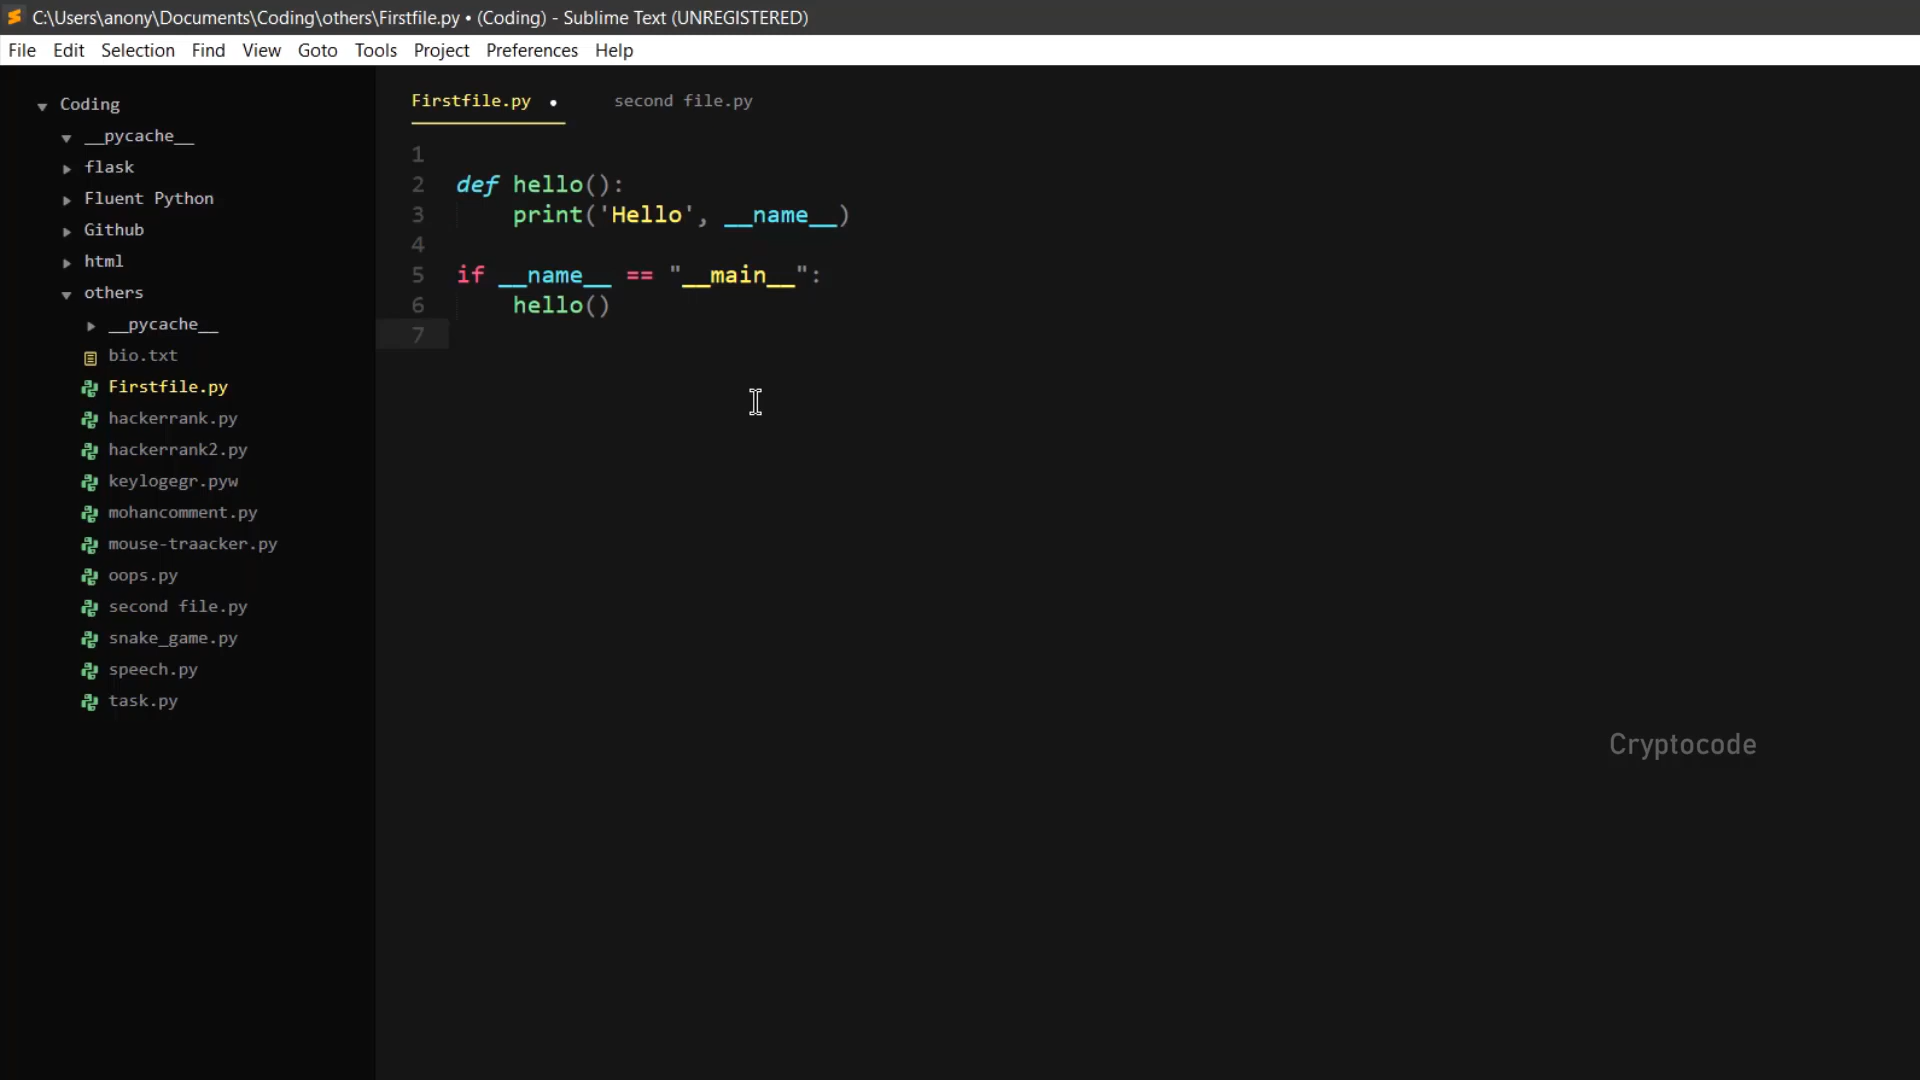 C:\Users\anony\Documents\Coding\others\Firstfile.py • (Coding) - Sublime Text (UNREGISTERED)
File Edit Selection Find View Goto Tools Project Preferences Help
Coding
__pycache__
flask
Fluent Python
Github
html
others
__pycache__
bio.txt
Firstfile.py
hackerrank.py
hackerrank2.py
keylogegr.pyw
mohancomment.py
mouse-traacker.py
oops.py
second file.py
snake_game.py
speech.py
task.py
Firstfile.py • second file.py
1
2 def hello():
3     print('Hello', __name__)
4
5 if __name__ == "__main__":
6     hello()
7
Cryptocode